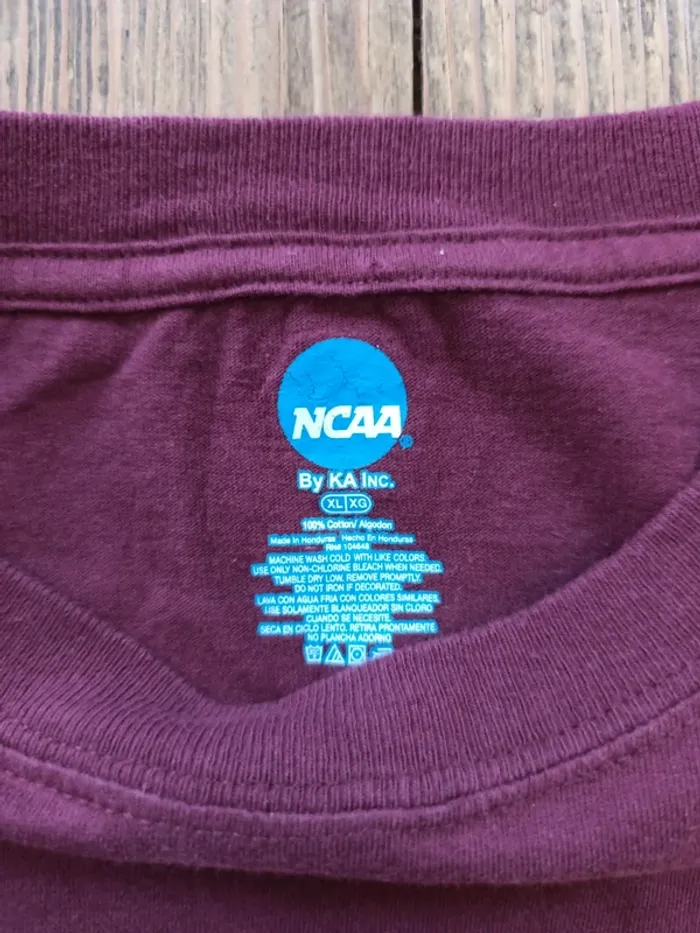 NCAA®
By KA INC.
XL XG
100% Cotton/ Algodon
Made In Honduras Hecho En Honduras
RN# 104648
MACHINE WASH COLD WITH LIKE COLORS.
USE ONLY NON-CHLORINE BLEACH WHEN NEEDED.
TUMBLE DRY LOW. REMOVE PROMPTLY.
DO NOT IRON IF DECORATED.
LAVA CON AGUA FRIA CON COLORES SIMILARES.
USE SOLAMENTE BLANQUEADOR SIN CLORO
CUANDO SE NECESITE.
SECA EN CICLO LENTO. RETIRA PRONTAMENTE.
NO PLANCHA ADORNO